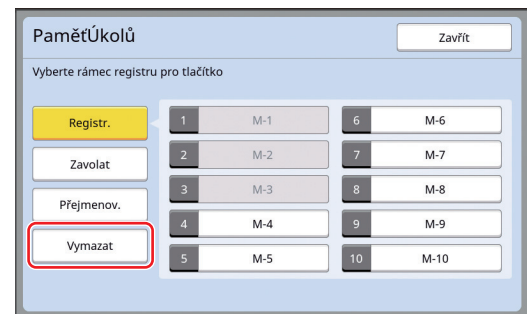 PaměťÚkolů
Zavřít
Vyberte rámec registru pro tlačítko
Registr.
Zavolat
Přejmenov.
Vymazat
1 M-1
2 M-2
3 M-3
4 M-4
5 M-5
6 M-6
7 M-7
8 M-8
9 M-9
10 M-10